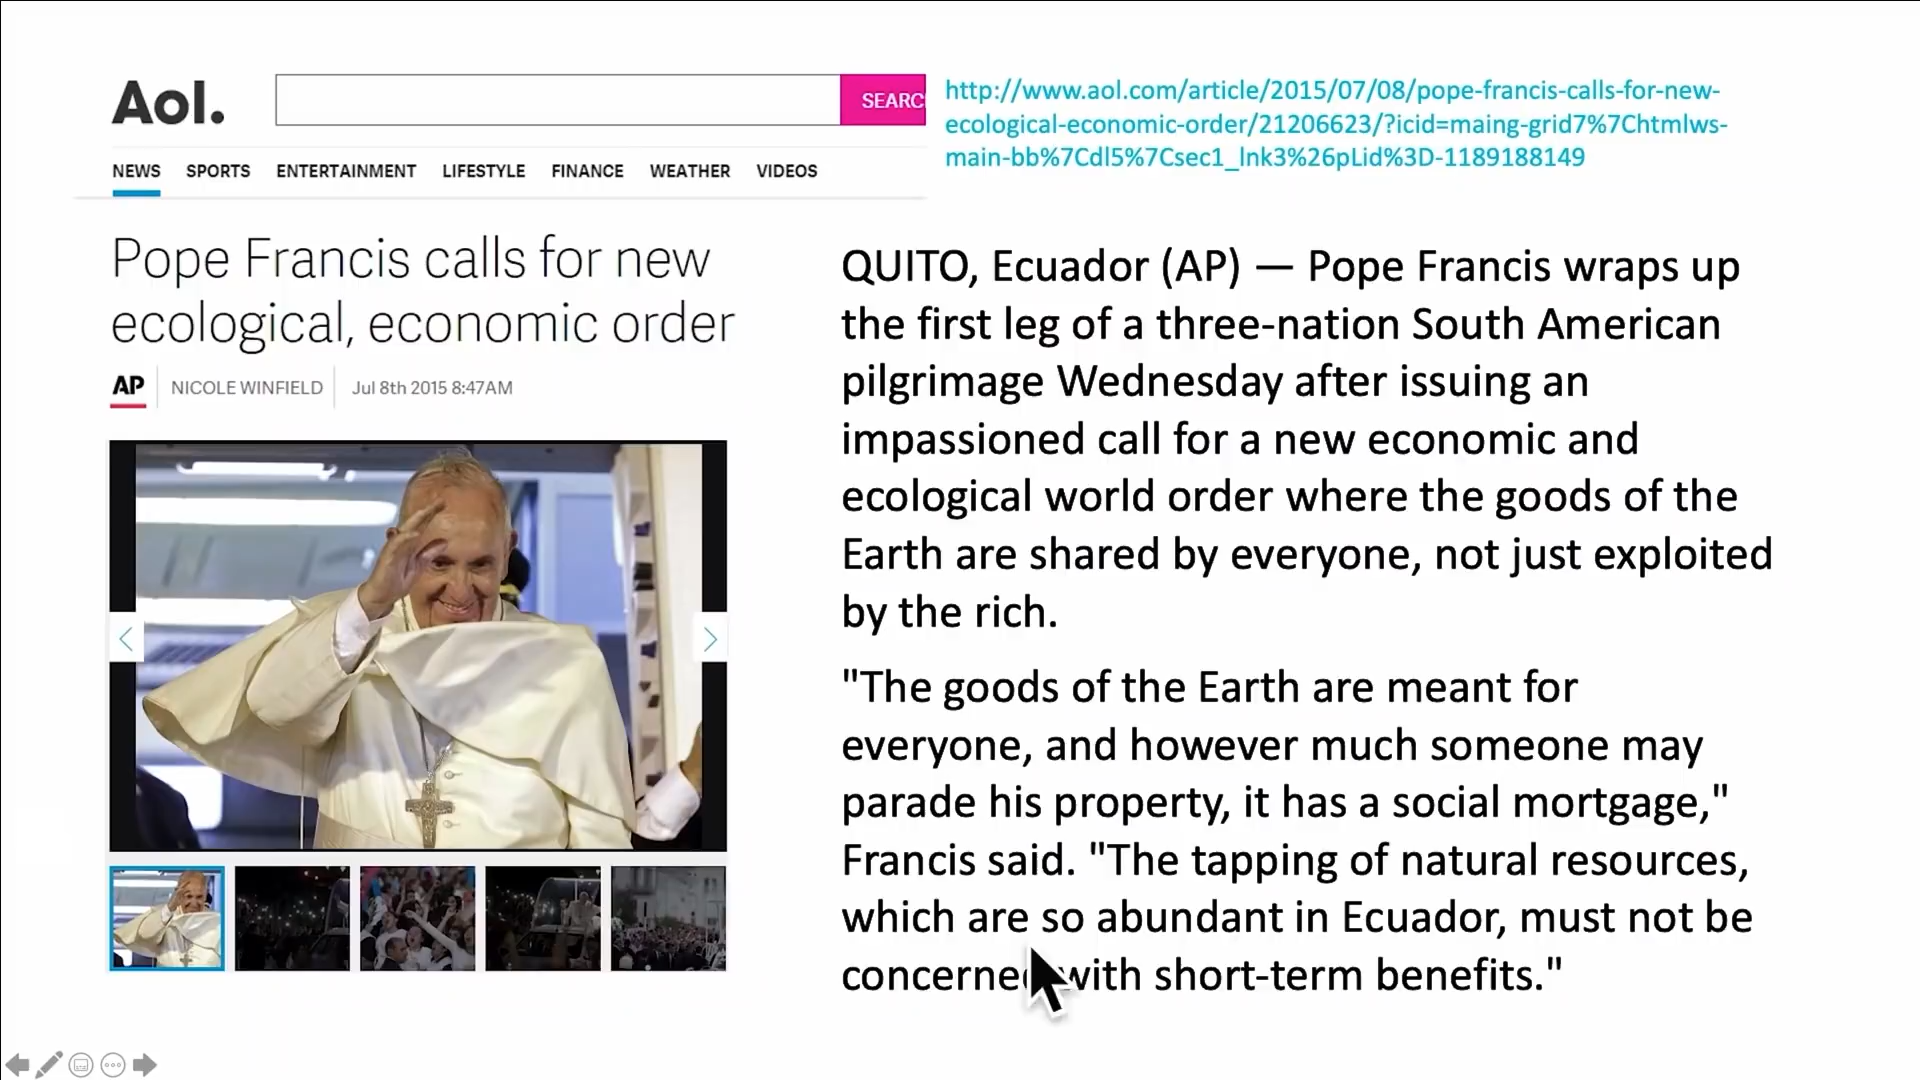 Aol.
SEARC
http://www.aol.com/article/2015/07/08/pope-francis-calls-for-new-
ecological-economic-order/21206623/?icid=maing-grid7%7Chtmlws-
main-bb%7Cdl5%7Csec1_lnk3%26pLid%3D-1189188149
NEWS SPORTS ENTERTAINMENT LIFESTYLE FINANCE WEATHER VIDEOS
Pope Francis calls for new
ecological, economic order
AP NICOLE WINFIELD Jul 8th 2015 8:47AM
QUITO, Ecuador (AP) — Pope Francis wraps up
the first leg of a three-nation South American
pilgrimage Wednesday after issuing an
impassioned call for a new economic and
ecological world order where the goods of the
Earth are shared by everyone, not just exploited
by the rich.
"The goods of the Earth are meant for
everyone, and however much someone may
parade his property, it has a social mortgage,"
Francis said. "The tapping of natural resources,
which are so abundant in Ecuador, must not be
concerned with short-term benefits."